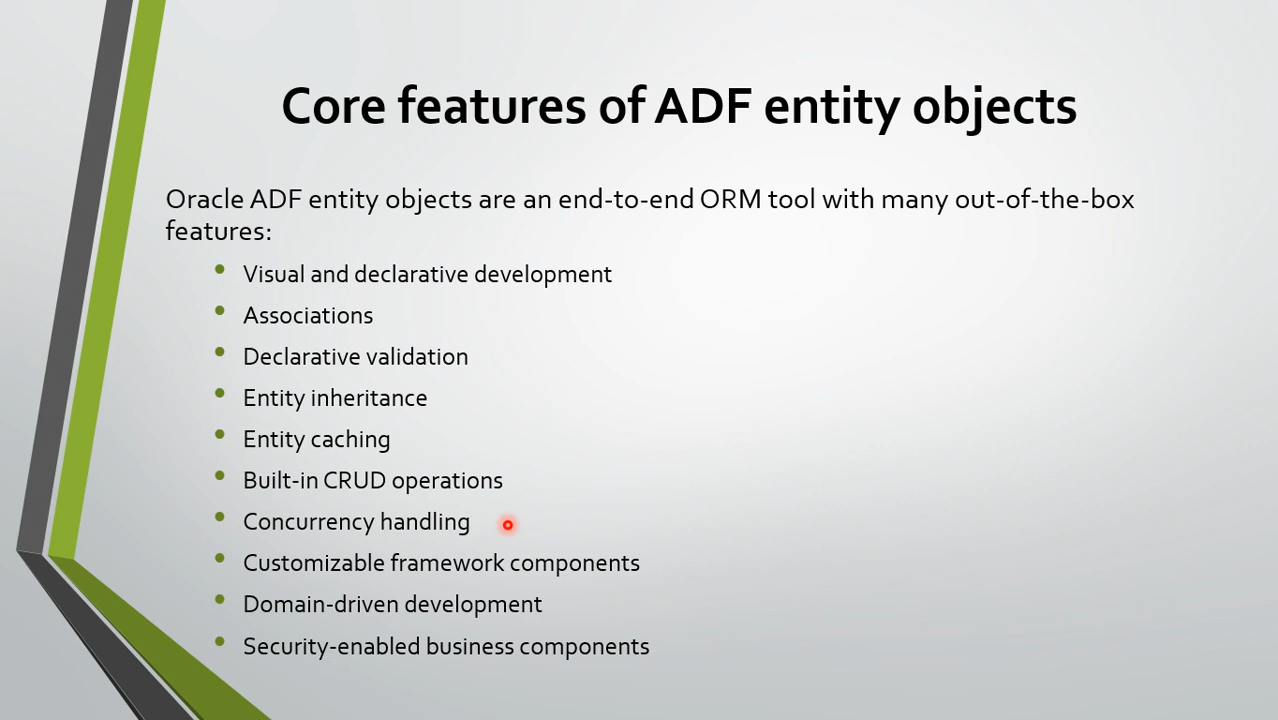 Core features of ADF entity objects
Oracle ADF entity objects are an end-to-end ORM tool with many out-of-the-box
features:
Visual and declarative development
Associations
Declarative validation
Entity inheritance
Entity caching
Built-in CRUD operations
Concurrency handling
Customizable framework components
Domain-driven development
Security-enabled business components